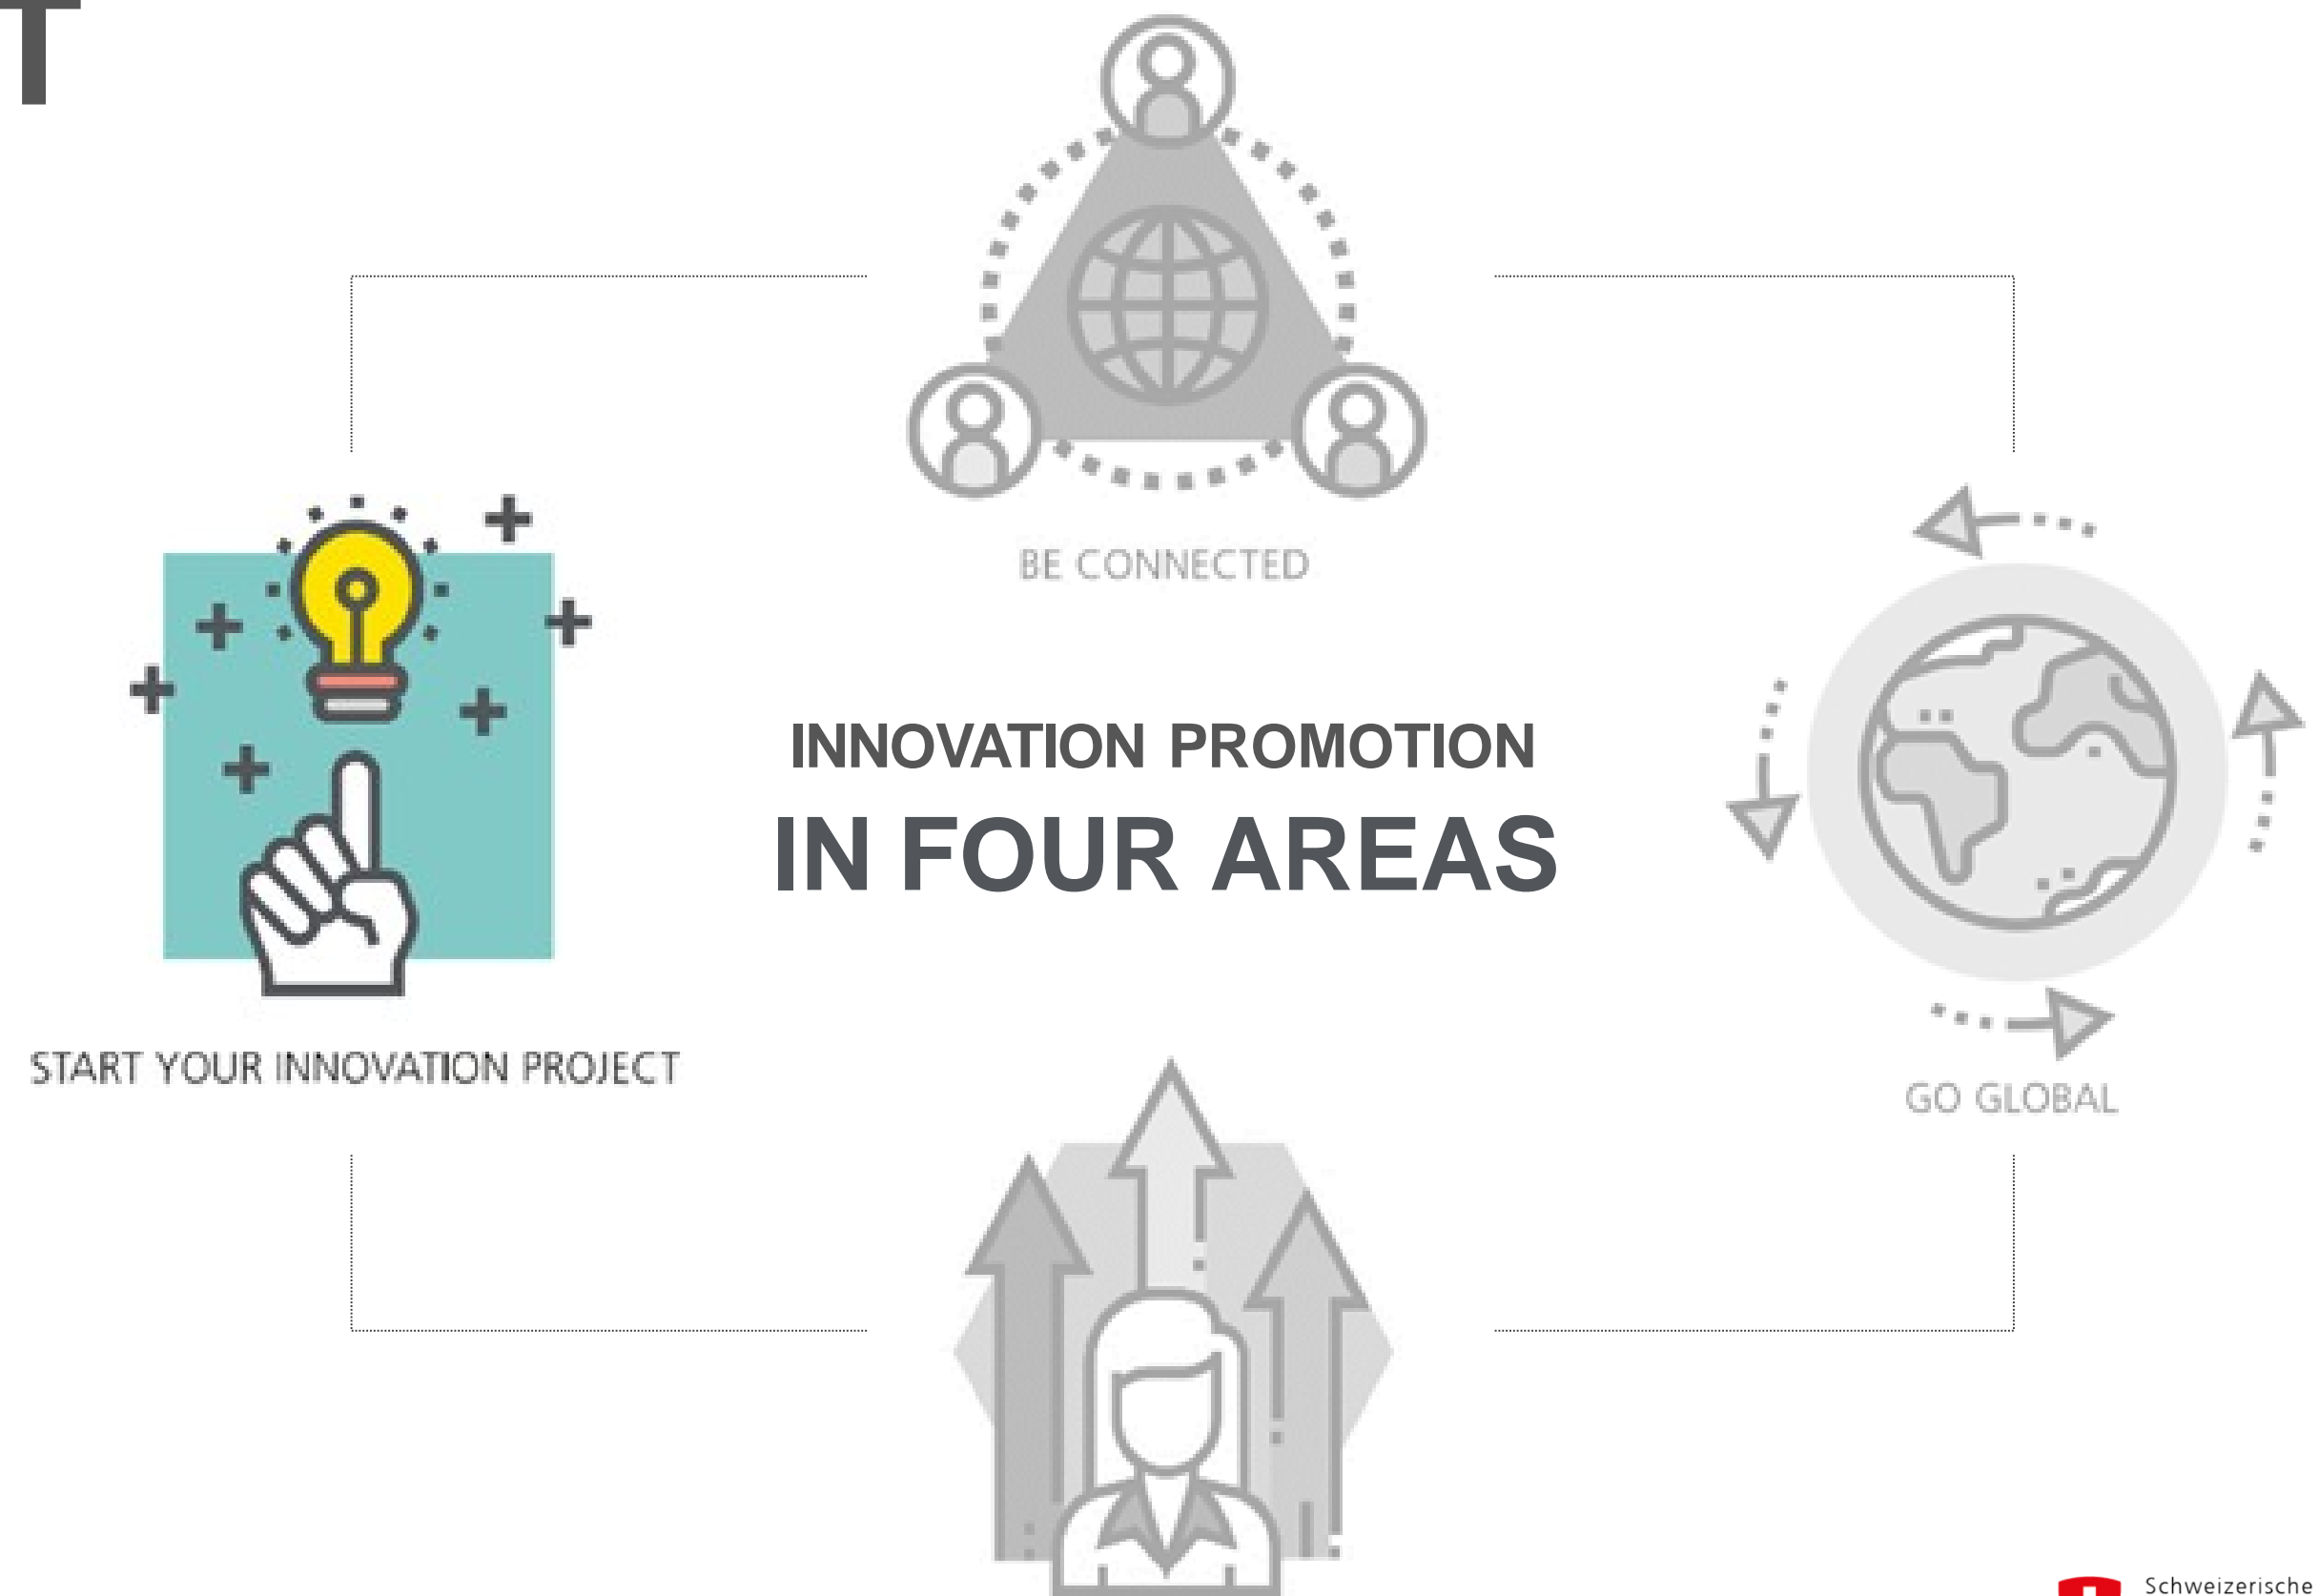 T
BE CONNECTED
INNOVATION PROMOTION
IN FOUR AREAS
START YOUR INNOVATION PROJECT
GO GLOBAL
Schweizerische